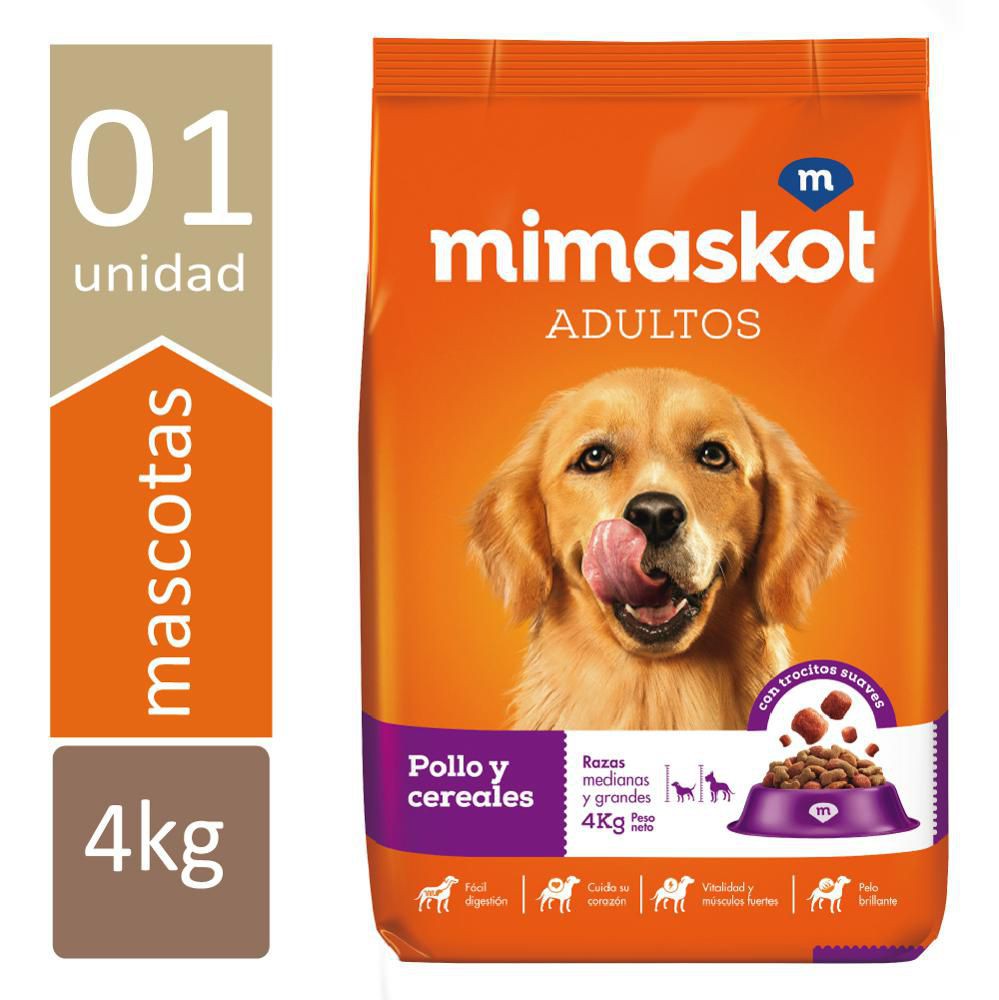 01
unidad
mascotas
4kg
m
mimaskot
ADULTOS
con trocitos suaves
Pollo y
cereales
Razas
medianas
y grandes
4Kg Peso
neto
m
Fácil
digestión
Cuida su
corazón
Vitalidad y
músculos fuertes
Pelo
brillante